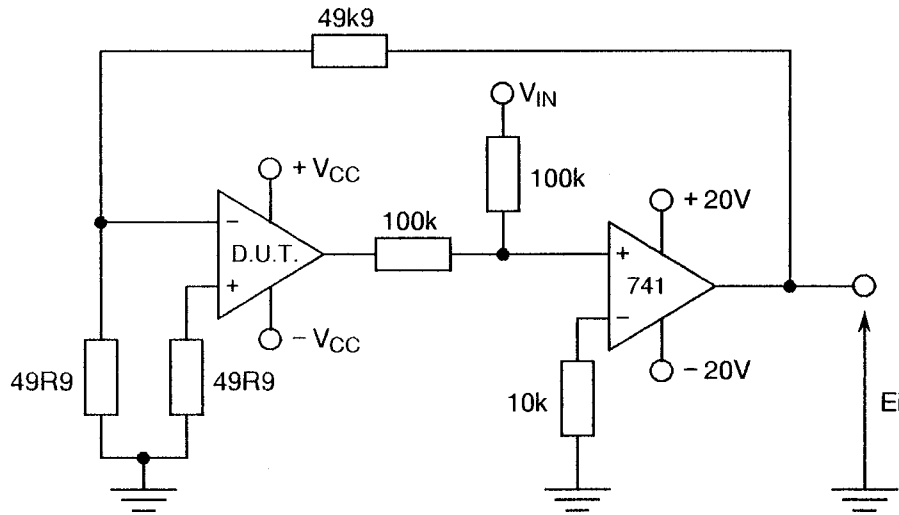 49k9
V_IN
+ V_CC
100k
100k
+ 20V
−
D.U.T.
+
+
741
−
− V_CC
− 20V
49R9
49R9
10k
Ei